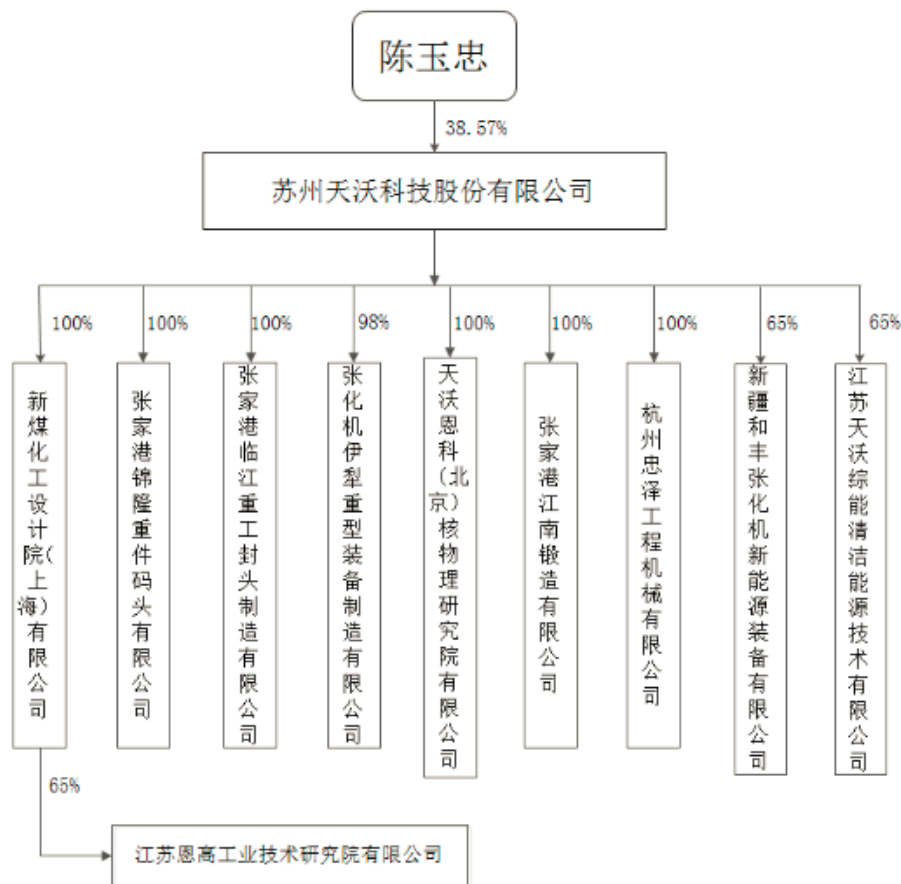 陈玉忠
38.57%
苏州天沃科技股份有限公司
100%
100%
100%
98%
100%
100%
100%
65%
65%
新煤化工设计院(上海)有限公司
张家港锦隆重件码头有限公司
张家港临江重工封头制造有限公司
张化机伊犁重型装备制造有限公司
天沃恩科(北京)核物理研究院有限公司
张家港江南锻造有限公司
杭州忠泽工程机械有限公司
新疆和丰张化机新能源装备有限公司
江苏天沃综能清洁能源技术有限公司
65%
江苏恩高工业技术研究院有限公司